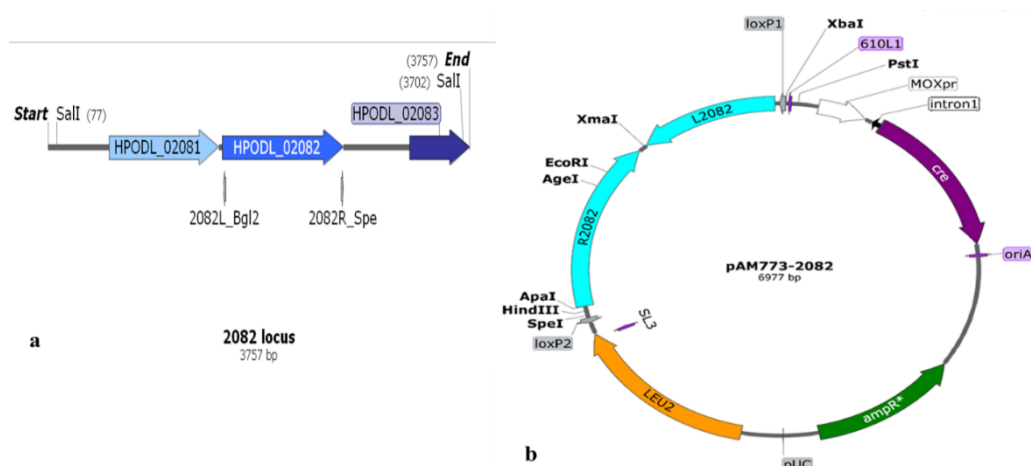 (3757) End
(3702) SalI
Start SalI (77)
HPODL_02083
HPODL_02081
HPODL_02082
2082L_Bgl2
2082R_Spe
a
2082 locus
3757 bp
loxP1
XbaI
610L1
PstI
MOXpr
intron1
L2082
XmaI
cre
EcoRI
AgeI
R2082
oriA
pAM773-2082
6977 bp
ApaI
HindIII
SpeI
SL3
loxP2
LEU2
ampR*
b
pUC